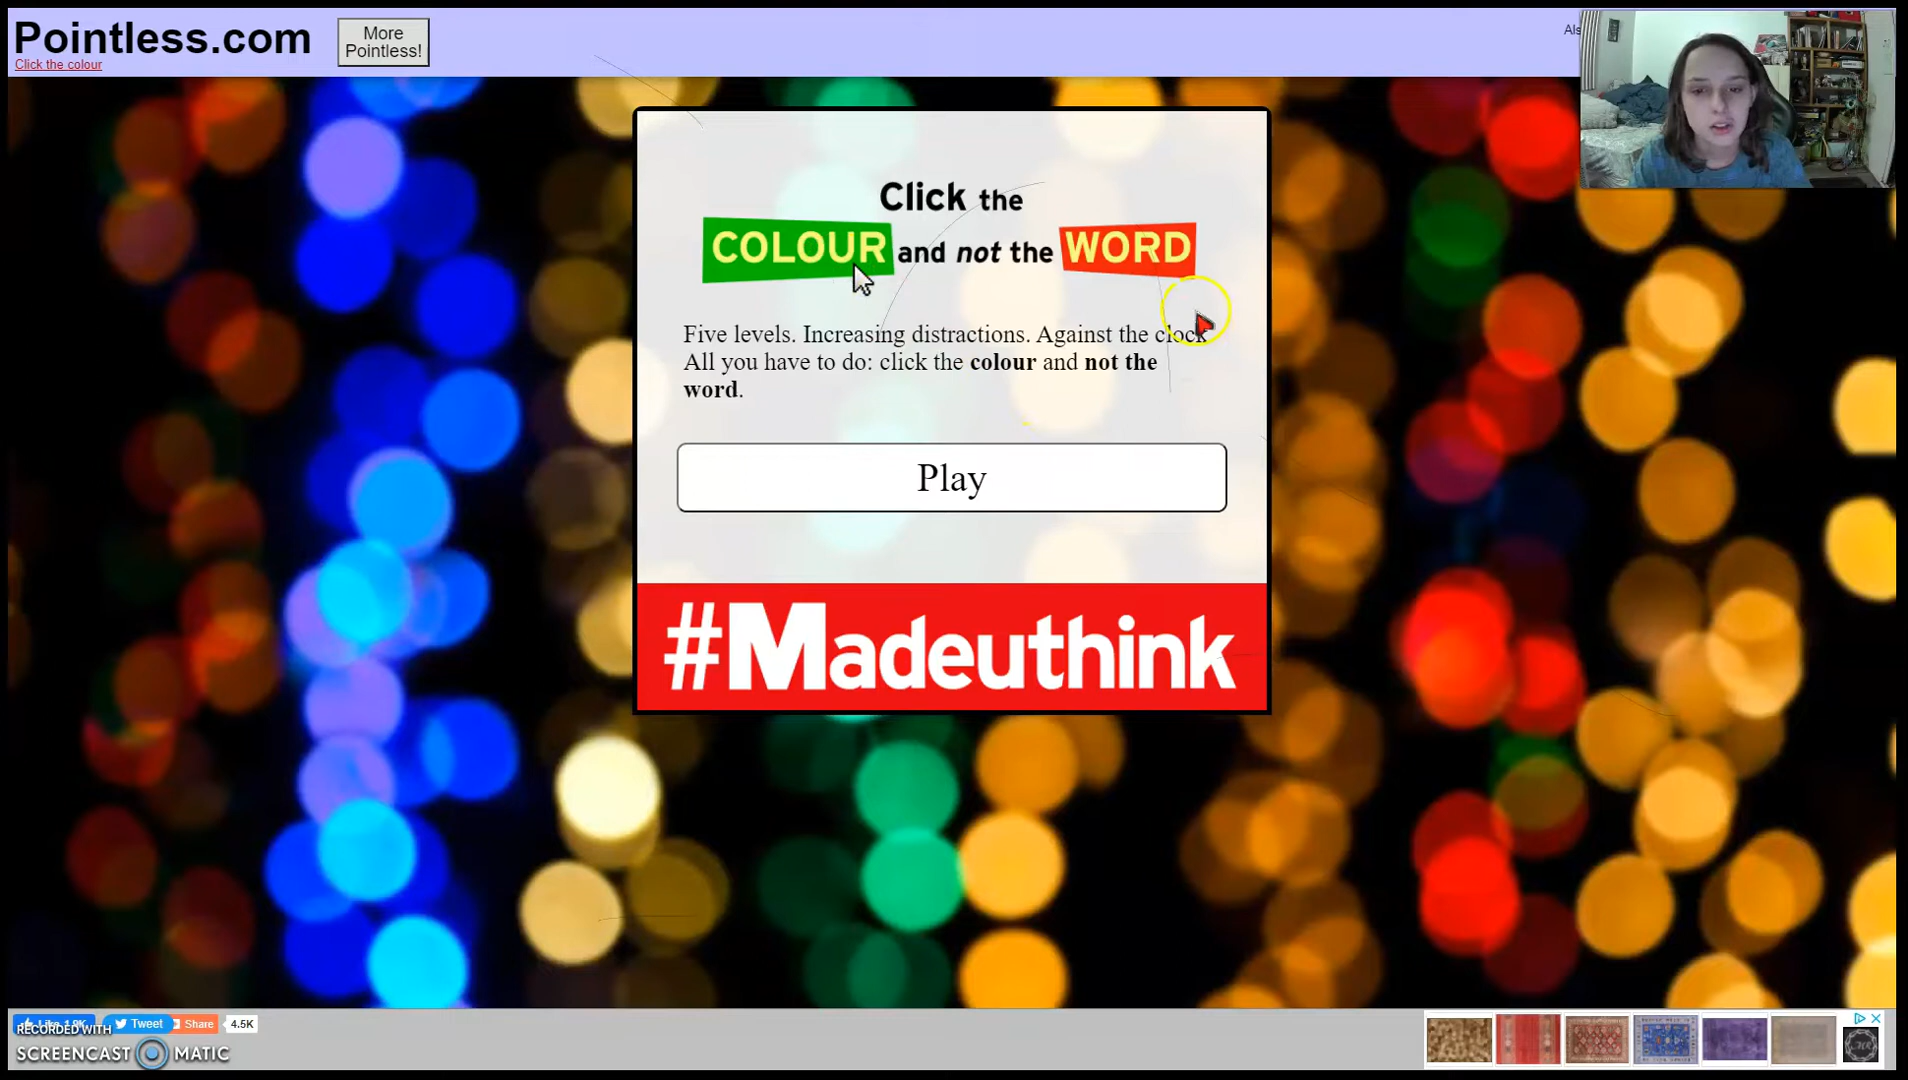 Pointless.com
More
Pointless!
Click the colour
Click the
COLOUR and not the WORD
Five levels. Increasing distractions. Against the clock
All you have to do: click the colour and not the
word.
Play
#Madeuthink
Tweet
Share
4.5K
RECORDED WITH
SCREENCAST MATIC